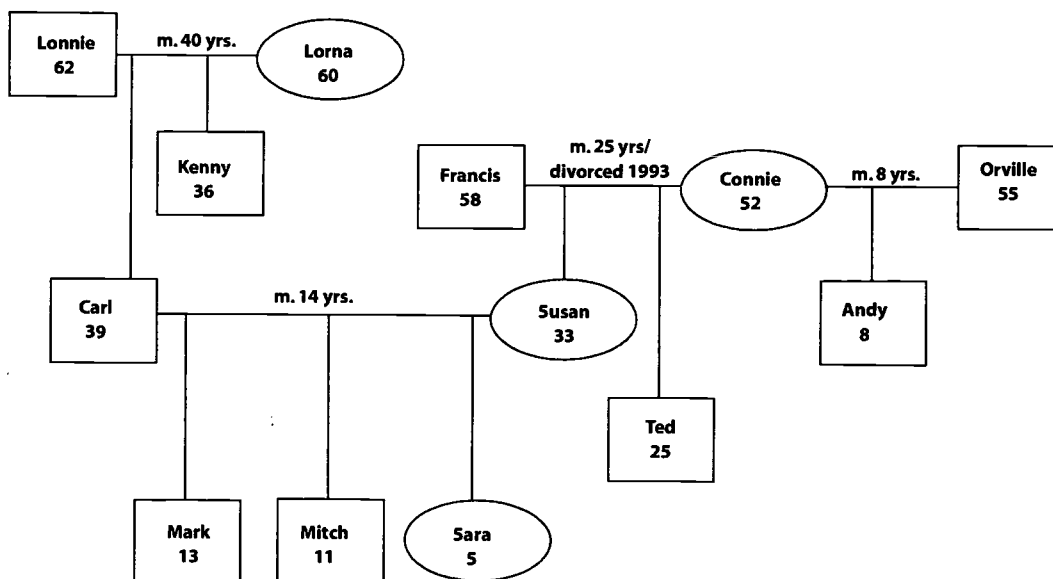 Lonnie
62
m. 40 yrs.
Lorna
60
Kenny
36
Francis
58
m. 25 yrs/
divorced 1993
Connie
52
m. 8 yrs.
Orville
55
Carl
39
m. 14 yrs.
Susan
33
Andy
8
Ted
25
Mark
13
Mitch
11
Sara
5